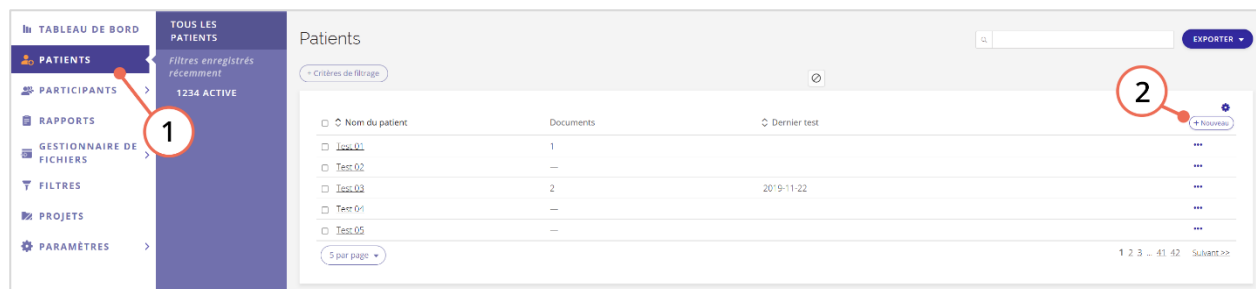 TABLEAU DE BORD
PATIENTS
PARTICIPANTS
RAPPORTS
GESTIONNAIRE DE
FICHIERS
FILTRES
PROJETS
PARAMÈTRES
1
TOUS LES
PATIENTS
Filtres enregistrés
récemment
1234 ACTIVE
Patients
EXPORTER
+ Critères de filtrage
2
+ Nouveau
Nom du patient Documents Dernier test
Test 01 1
Test 02 —
Test 03 2 2019-11-22
Test 04 —
Test 05 —
5 par page
1 2 3 ... 41 42 Suivant >>